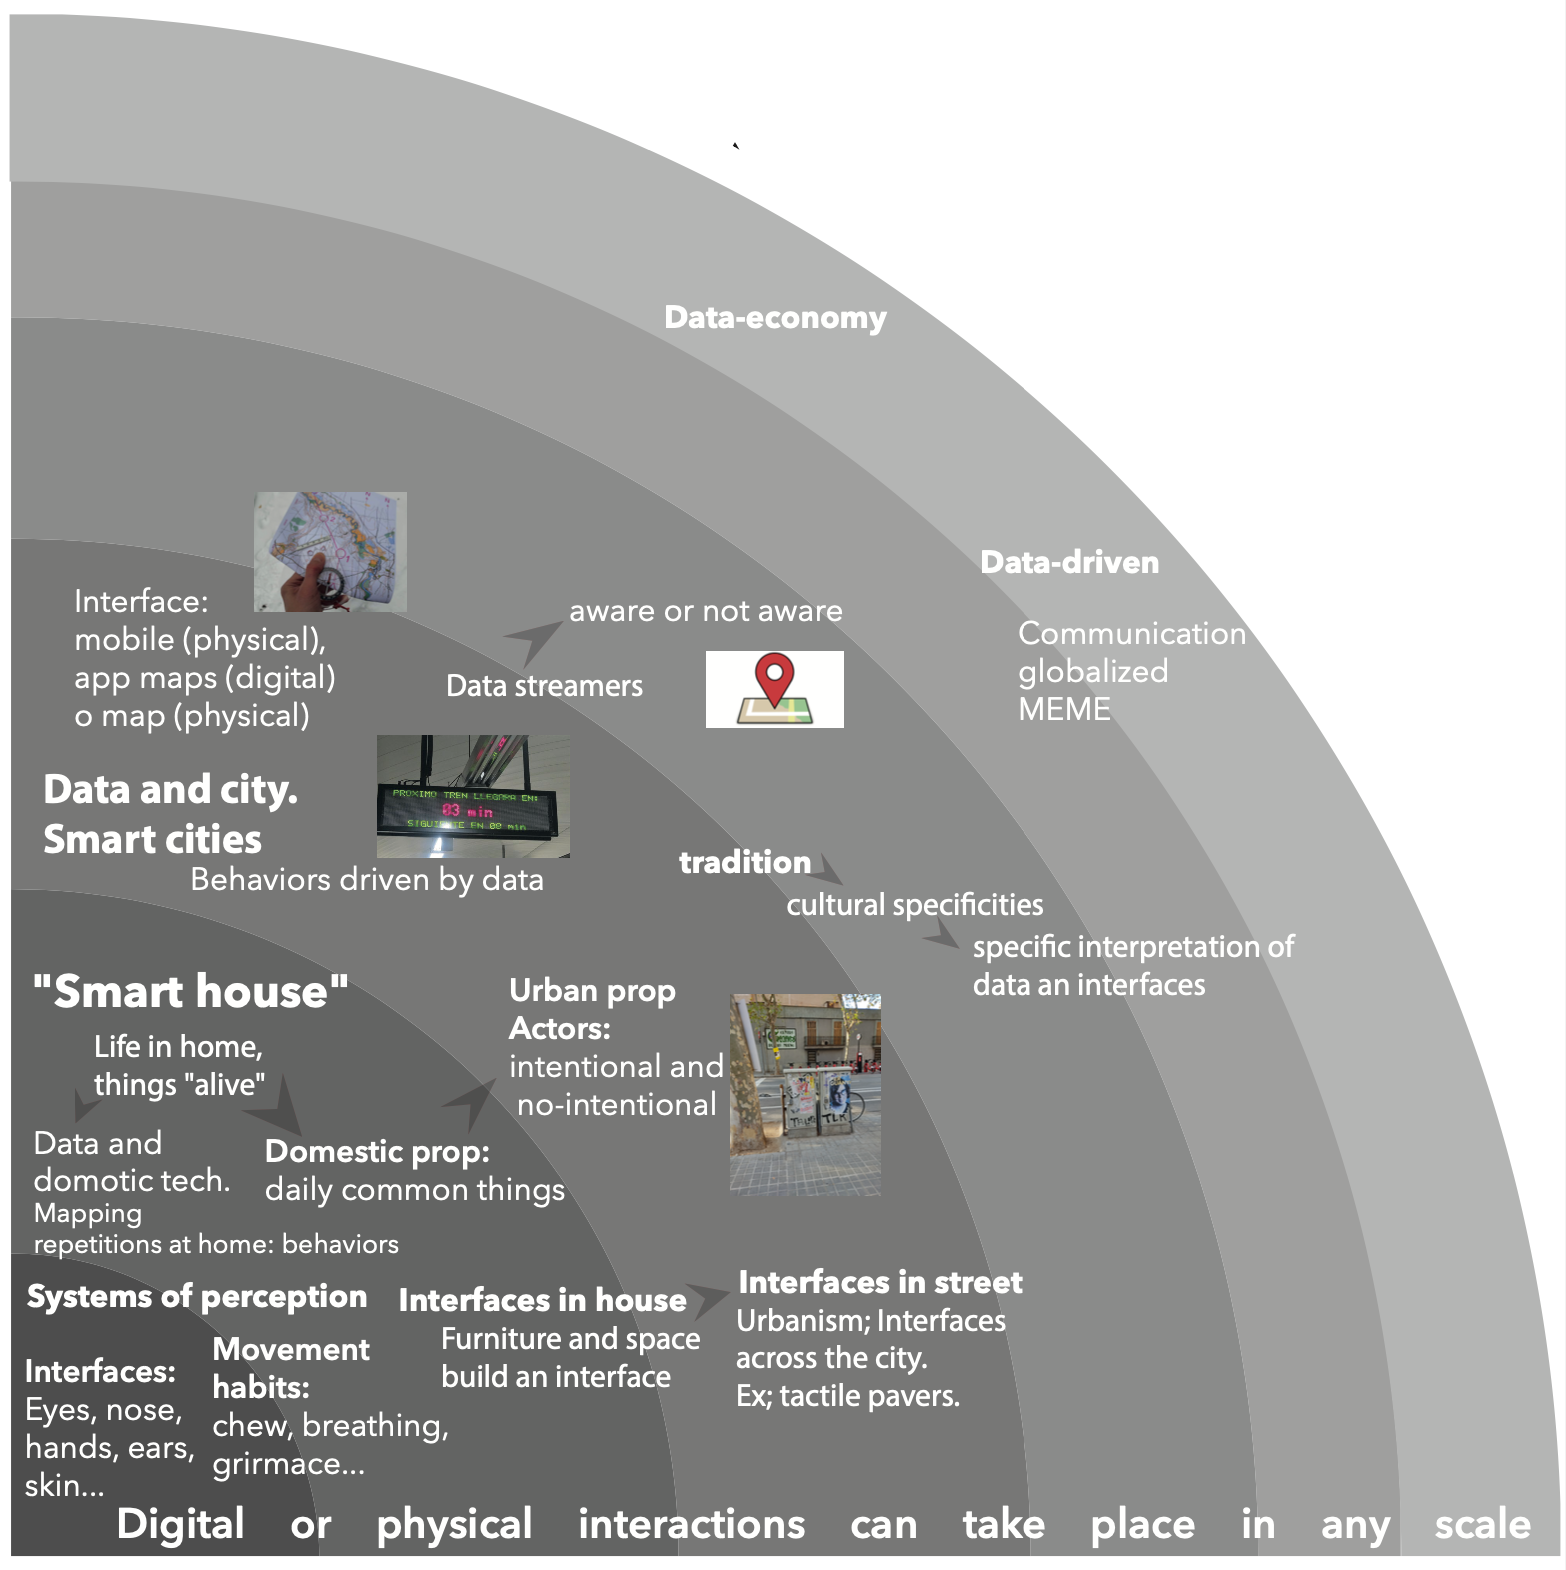 Data-economy
Data-driven
Communication
globalized
MEME
Interface:
mobile (physical),
app maps (digital)
o map (physical)
aware or not aware
Data streamers
Data and city.
Smart cities
PROXIMO TREN LLEGARA EN:
03 min
SIGUIENTE EN 09 min
Behaviors driven by data
tradition
cultural specificities
specific interpretation of
data an interfaces
"Smart house"
Life in home,
things "alive"
Urban prop
Actors:
intentional and
no-intentional
TLK
Data and
domotic tech.
Mapping
repetitions at home: behaviors
Domestic prop:
daily common things
Systems of perception
Interfaces:
Eyes, nose,
hands, ears,
skin...
Movement
habits:
chew, breathing,
grirmace...
Interfaces in house
Furniture and space
build an interface
Interfaces in street
Urbanism; Interfaces
across the city.
Ex; tactile pavers.
Digital or physical interactions can take place in any scale